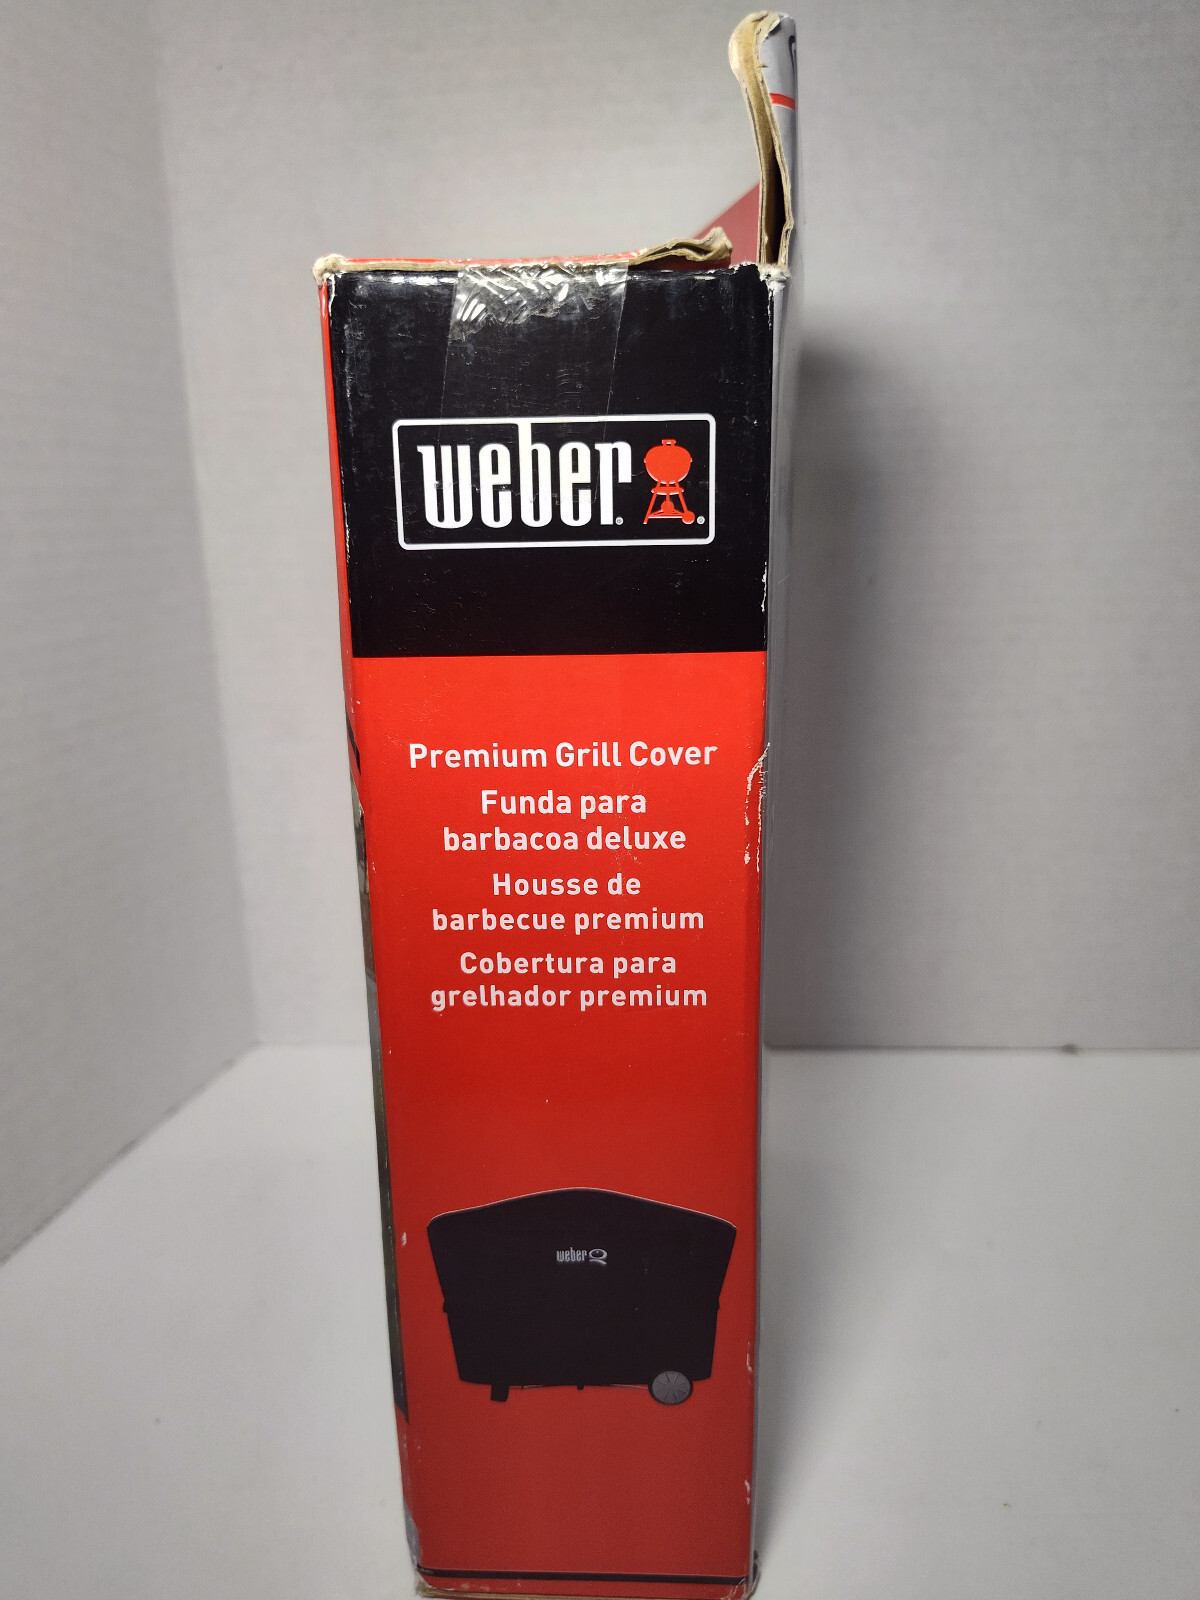 weber
Premium Grill Cover
Funda para
barbacoa deluxe
Housse de
barbecue premium
Cobertura para
grelhador premium
weber Q